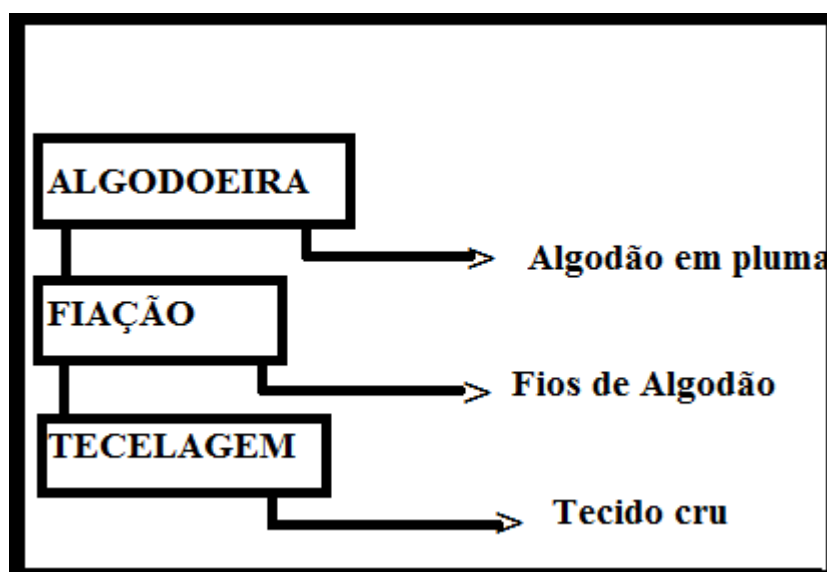 ALGODOEIRA
Algodão em pluma
FIAÇÃO
Fios de Algodão
TECELAGEM
Tecido cru